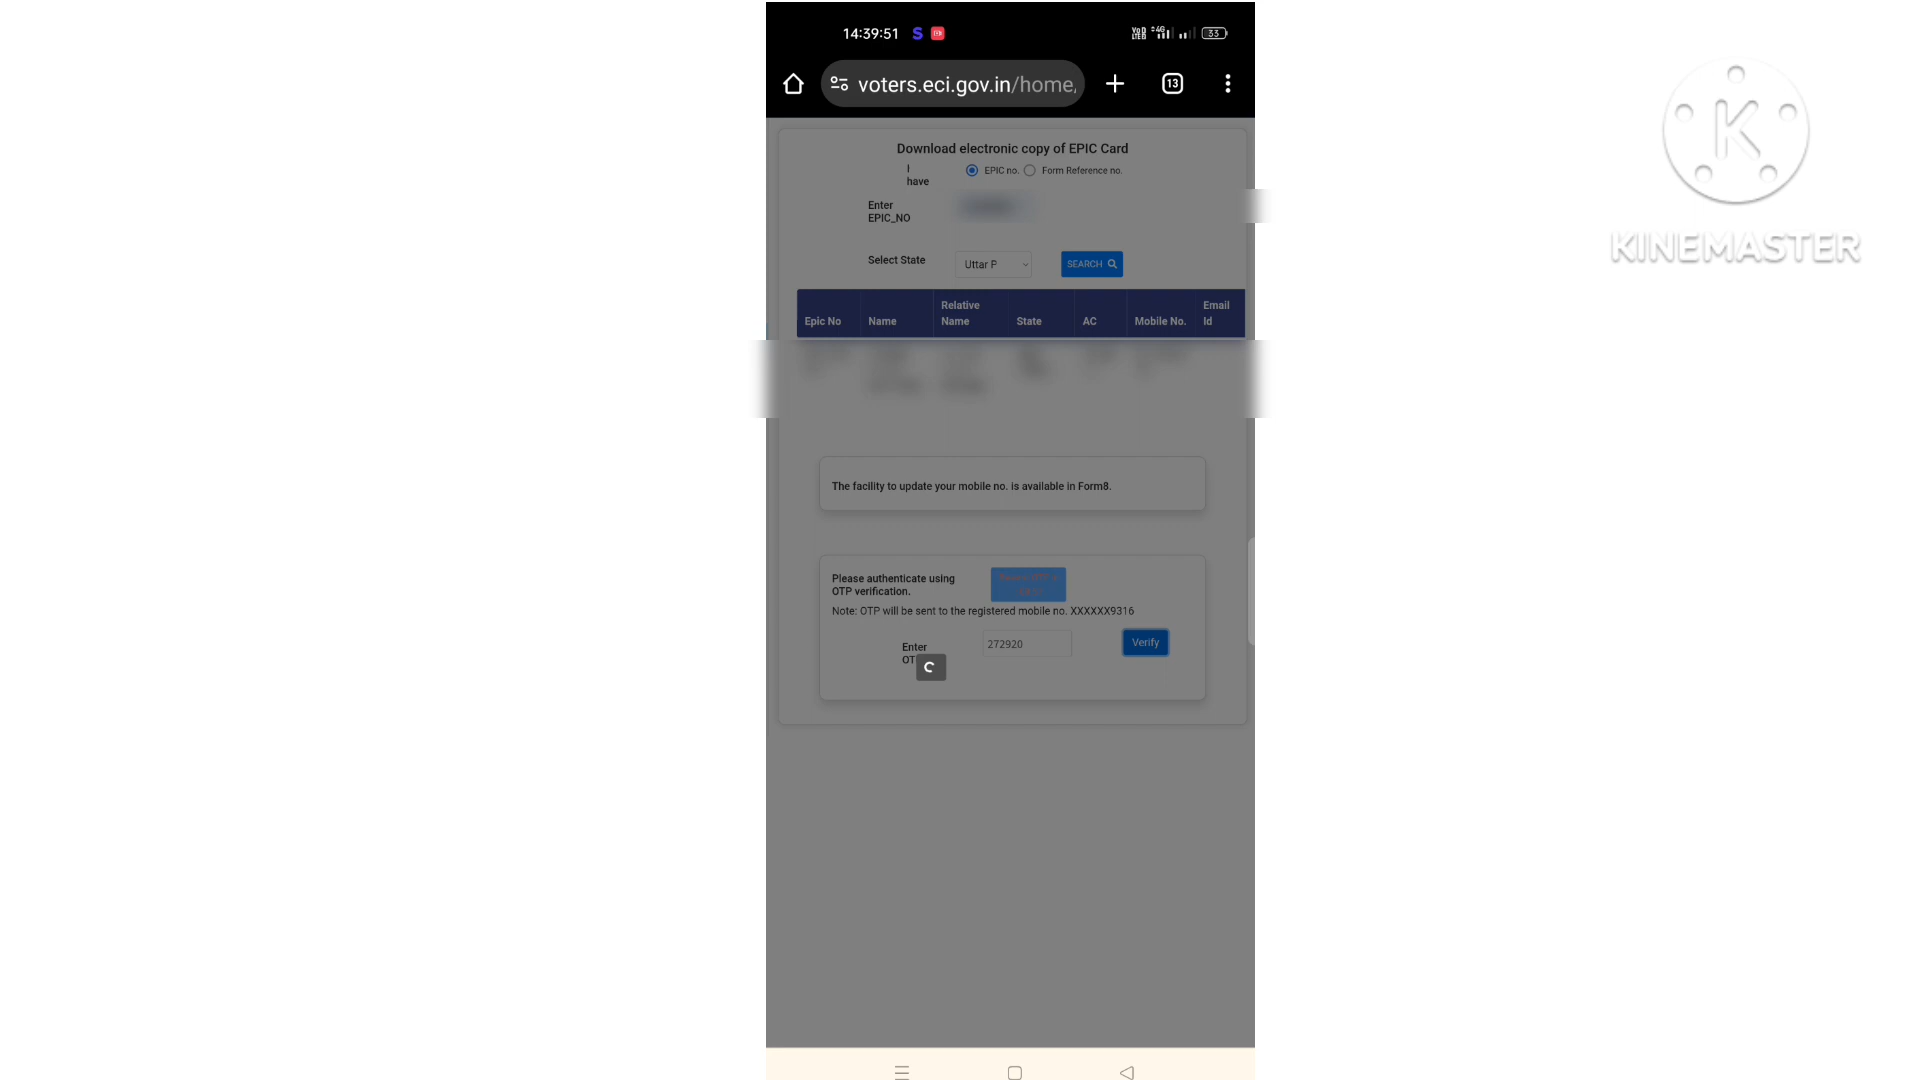 14:39:51 S 33
voters.eci.gov.in/home, 13
K
KINEMASTER
Download electronic copy of EPIC Card
I
have
EPIC no. Form Reference no.
Enter
EPIC_NO
Select State Uttar P SEARCH
Epic No
Name
Relative
Name
State
AC
Mobile No.
Email
Id
The facility to update your mobile no. is available in Form8.
Please authenticate using
OTP verification.
Note: OTP will be sent to the registered mobile no. XXXXXX9316
Enter
OT
272920
Verify